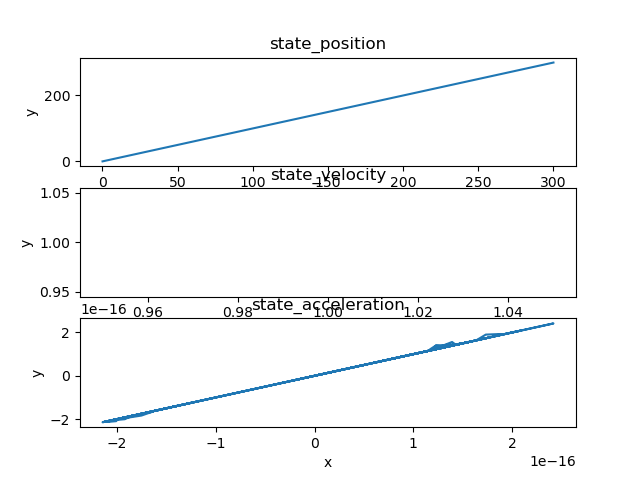 state_position
y
200
0
0 50 100 150 200 250 300
state_velocity
y
1.05
1.00
0.95
0.96 0.98 1.00 1.02 1.04
1e−16
state_acceleration
y
2
0
−2
−2 −1 0 1 2
x
1e−16